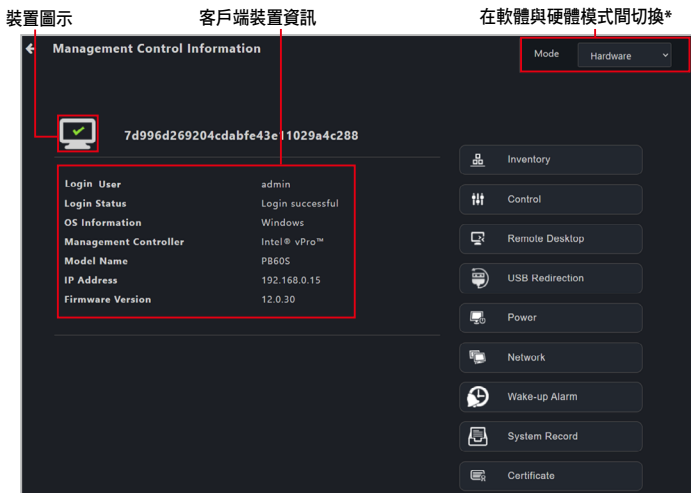 裝置圖示
客戶端裝置資訊
在軟體與硬體模式間切換*
Management Control Information
Mode
Hardware
7d996d269204cdabfe43e11029a4c288
Login User admin
Login Status Login successful
OS Information Windows
Management Controller Intel® vPro™
Model Name PB60S
IP Address 192.168.0.15
Firmware Version 12.0.30
Inventory
Control
Remote Desktop
USB Redirection
Power
Network
Wake-up Alarm
System Record
Certificate